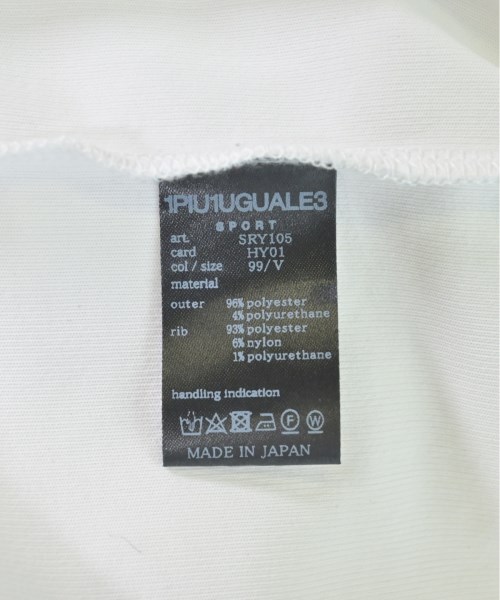 1PIU1UGUALE3
SPORT
art. SRY105
card HY01
col / size 99/V
material
outer 96% polyester
4% polyurethane
rib 93% polyester
6% nylon
1% polyurethane
handling indication
F W
MADE IN JAPAN